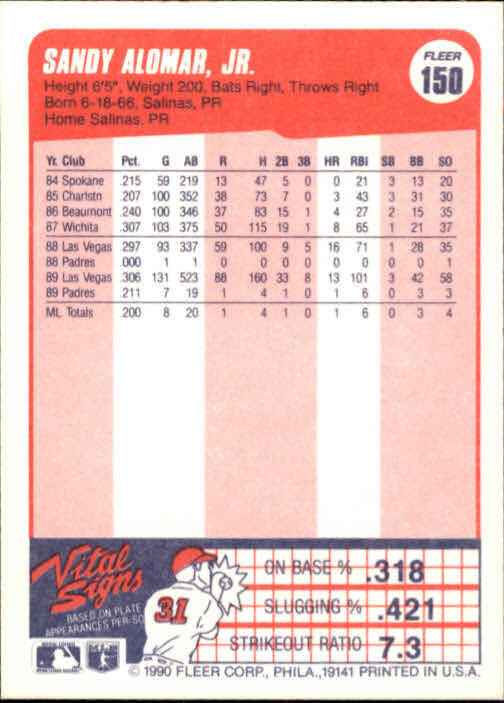 SANDY ALOMAR, JR.
FLEER
150
Height 6'5", Weight 200, Bats Right, Throws Right
Born 6-18-66, Salinas, PR
Home Salinas, PR
Yr. Club Pct. G AB R H 2B 3B HR RBI SB BB SO
84 Spokane .215 59 219 13 47 5 0 0 21 3 13 20
85 Charlstn .207 100 352 38 73 7 0 3 43 3 31 30
86 Beaumont .240 100 346 37 83 15 1 4 27 2 15 35
87 Wichita .307 103 375 50 115 19 1 8 65 1 21 37
88 Las Vegas .297 93 337 59 100 9 5 16 71 1 28 35
88 Padres .000 1 1 0 0 0 0 0 0 0 0 1
89 Las Vegas .306 131 523 88 160 33 8 13 101 3 42 58
89 Padres .211 7 19 1 4 1 0 1 6 0 3 3
ML Totals .200 8 20 1 4 1 0 1 6 0 3 4
Vital Signs
BASED ON PLATE
APPEARANCES PER SO
31
ON BASE % .318
SLUGGING % .421
STRIKEOUT RATIO 7.3
© 1990 FLEER CORP., PHILA., 19141 PRINTED IN U.S.A.